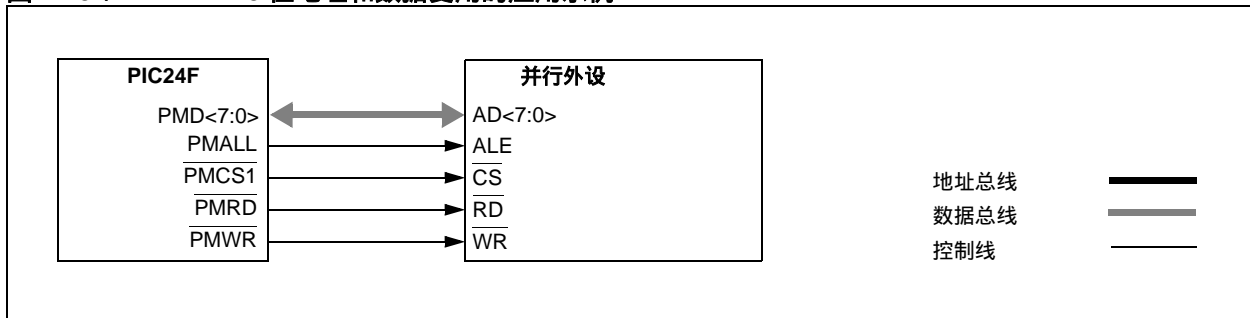 PIC24F
并行外设
PMD<7:0>
AD<7:0>
PMALL
ALE
PMCS1
CS
PMRD
RD
PMWR
WR
地址总线
数据总线
控制线